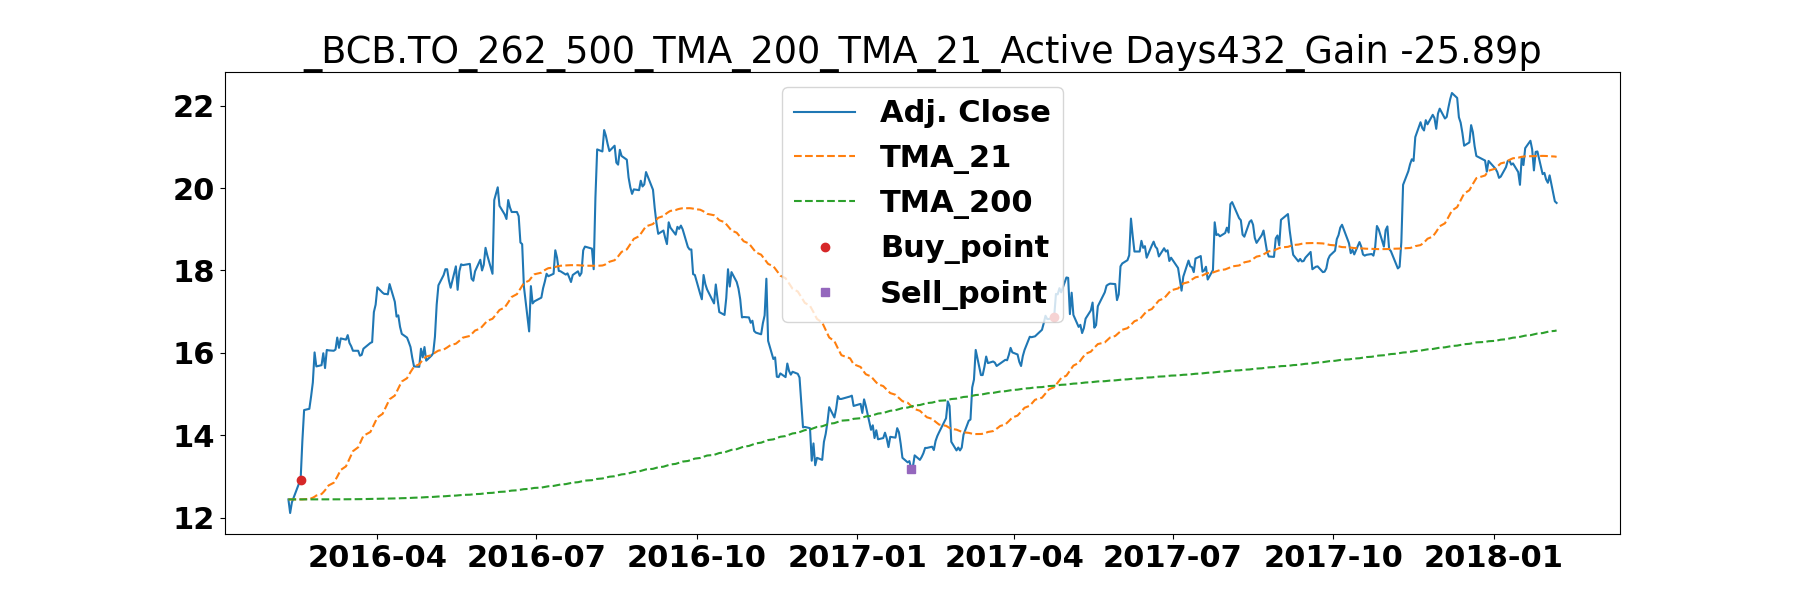 _BCB.TO_262_500_TMA_200_TMA_21_Active Days432_Gain -25.89p
22
20
18
16
14
12
Adj. Close
TMA_21
TMA_200
Buy_point
Sell_point
2016-04 2016-07 2016-10 2017-01 2017-04 2017-07 2017-10 2018-01